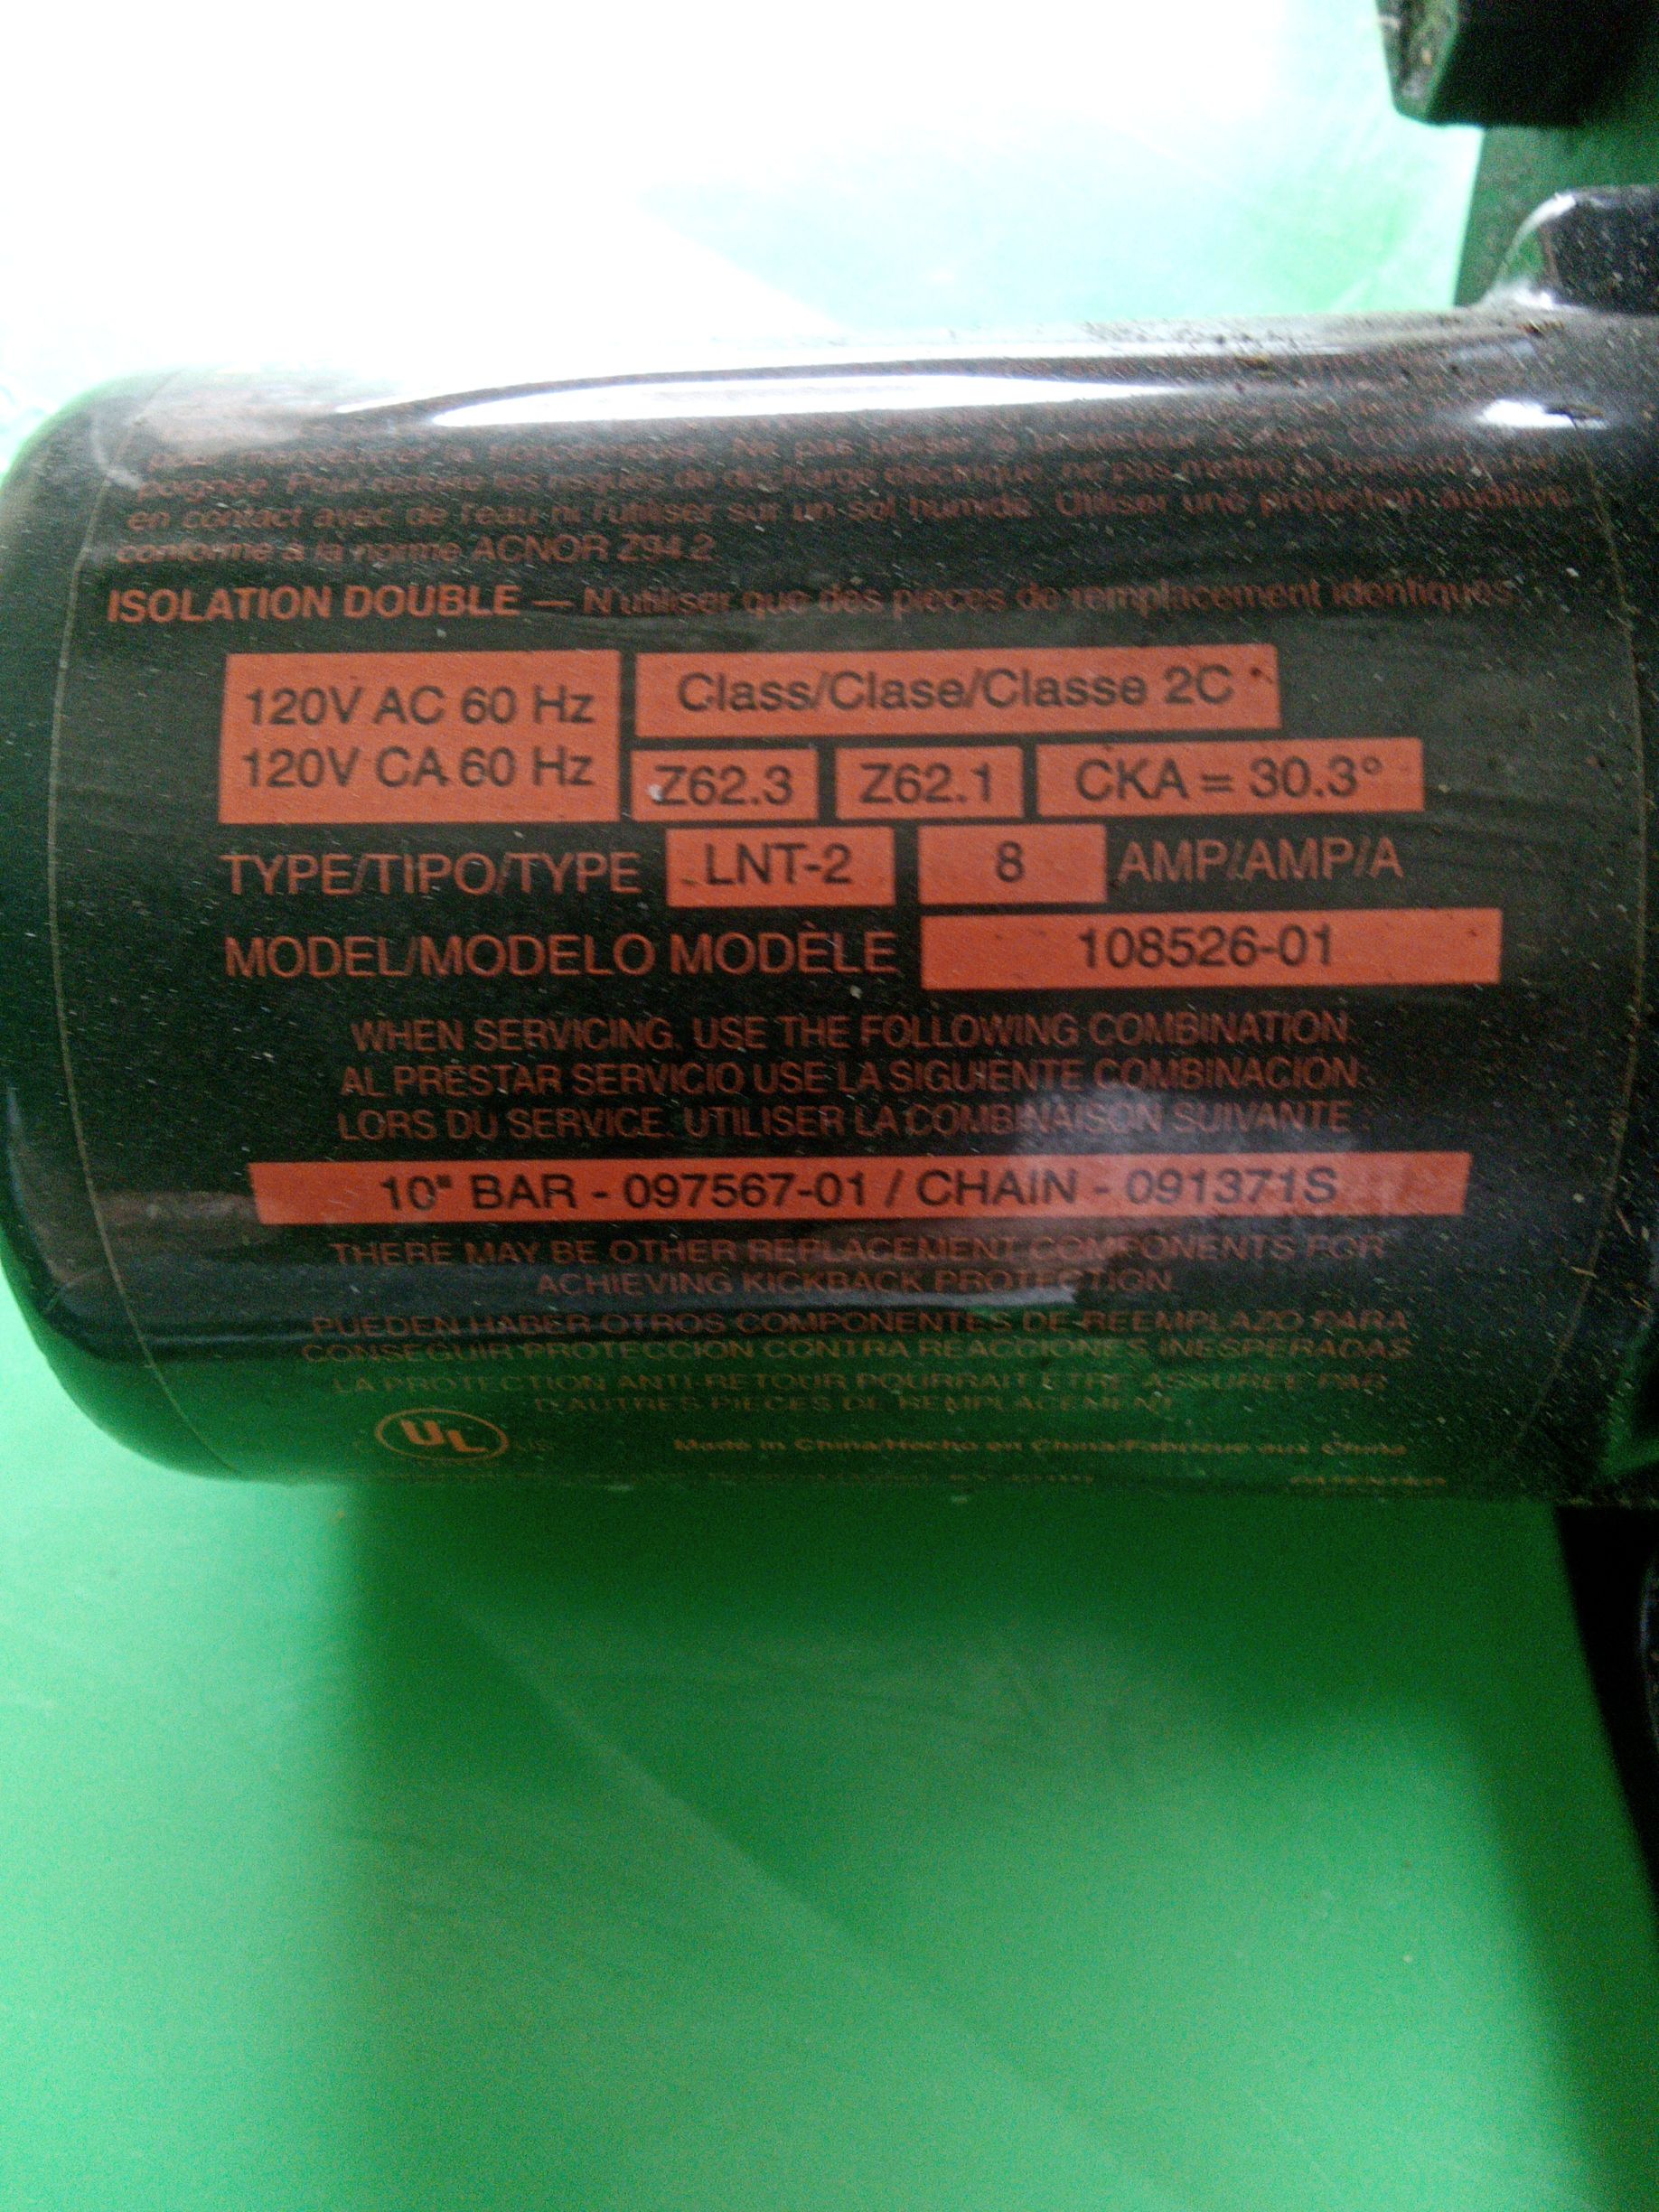 en contact avec de l'eau ni l'utiliser sur un sol humide. Utiliser une protection auditive
conforme à la norme ACNOR Z94.2
ISOLATION DOUBLE — N'utiliser que des pièces de remplacement identiques
120V AC 60 Hz
120V CA 60 Hz
Class/Clase/Classe 2C
Z62.3 Z62.1 CKA = 30.3°
TYPE/TIPO/TYPE LNT-2 8 AMP/AMP/A
MODEL/MODELO MODÈLE 108526-01
WHEN SERVICING, USE THE FOLLOWING COMBINATION.
AL PRESTAR SERVICIO USE LA SIGUIENTE COMBINACION:
LORS DU SERVICE, UTILISER LA COMBINAISON SUIVANTE :
10" BAR - 097567-01 / CHAIN - 091371S
THERE MAY BE OTHER REPLACEMENT COMPONENTS FOR
ACHIEVING KICKBACK PROTECTION.
PUEDEN HABER OTROS COMPONENTES DE REEMPLAZO PARA
CONSEGUIR PROTECCION CONTRA REACCIONES INESPERADAS
LA PROTECTION ANTI-RETOUR POURRAIT ETRE ASSUREE PAR
D'AUTRES PIECES DE REMPLACEMENT
UL US
Made in China/Hecho en China/Fabrique aux China